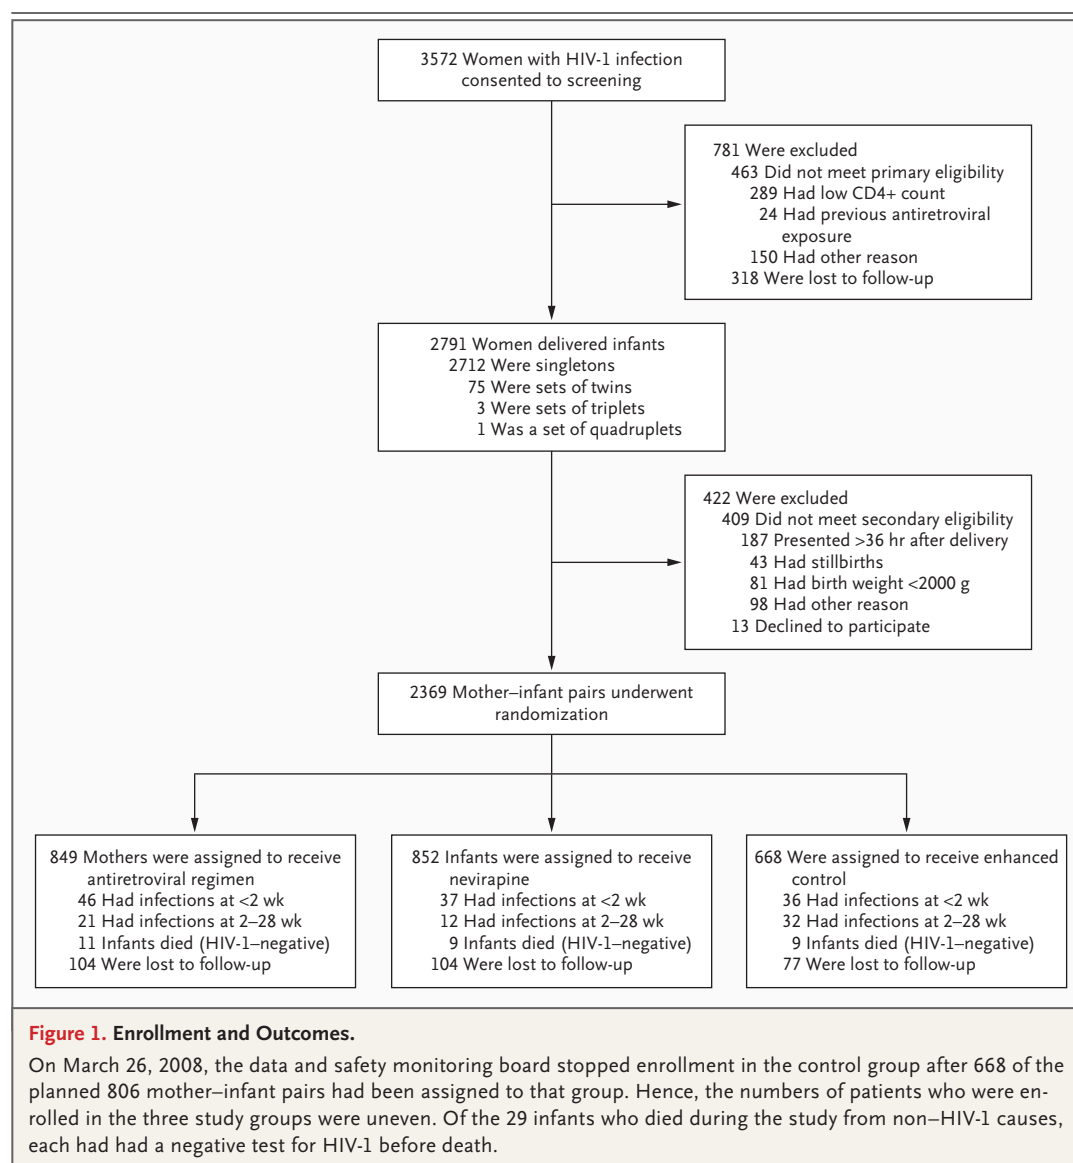 3572 Women with HIV-1 infection
consented to screening
781 Were excluded
463 Did not meet primary eligibility
289 Had low CD4+ count
24 Had previous antiretroviral
exposure
150 Had other reason
318 Were lost to follow-up
2791 Women delivered infants
2712 Were singletons
75 Were sets of twins
3 Were sets of triplets
1 Was a set of quadruplets
422 Were excluded
409 Did not meet secondary eligibility
187 Presented >36 hr after delivery
43 Had stillbirths
81 Had birth weight <2000 g
98 Had other reason
13 Declined to participate
2369 Mother–infant pairs underwent
randomization
849 Mothers were assigned to receive
antiretroviral regimen
46 Had infections at <2 wk
21 Had infections at 2–28 wk
11 Infants died (HIV-1–negative)
104 Were lost to follow-up
852 Infants were assigned to receive
nevirapine
37 Had infections at <2 wk
12 Had infections at 2–28 wk
9 Infants died (HIV-1–negative)
104 Were lost to follow-up
668 Were assigned to receive enhanced
control
36 Had infections at <2 wk
32 Had infections at 2–28 wk
9 Infants died (HIV-1–negative)
77 Were lost to follow-up
Figure 1. Enrollment and Outcomes.
On March 26, 2008, the data and safety monitoring board stopped enrollment in the control group after 668 of the
planned 806 mother–infant pairs had been assigned to that group. Hence, the numbers of patients who were en-
rolled in the three study groups were uneven. Of the 29 infants who died during the study from non–HIV-1 causes,
each had had a negative test for HIV-1 before death.